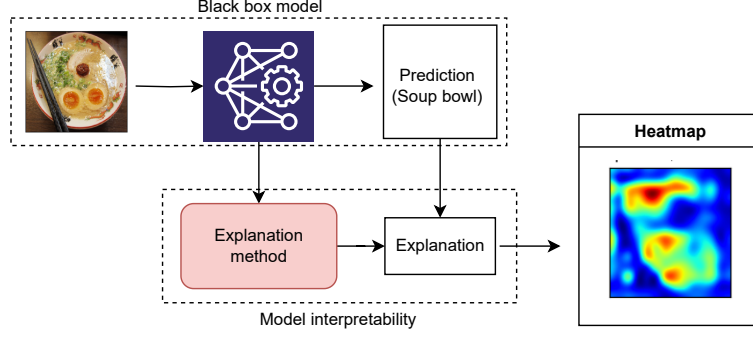 Black box model
Prediction
(Soup bowl)
Heatmap
Explanation
method
Explanation
Model interpretability